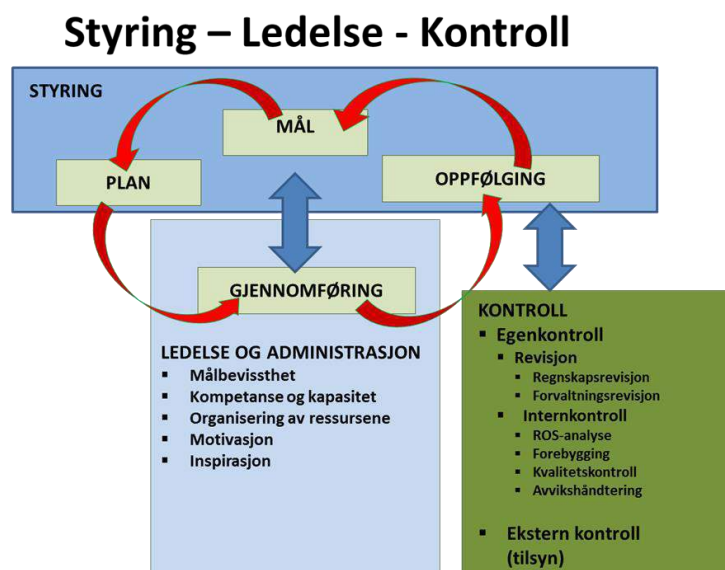 Styring – Ledelse - Kontroll
STYRING
MÅL
PLAN
OPPFØLGING
GJENNOMFØRING
LEDELSE OG ADMINISTRASJON
▪ Målbevissthet
▪ Kompetanse og kapasitet
▪ Organisering av ressursene
▪ Motivasjon
▪ Inspirasjon
KONTROLL
▪ Egenkontroll
▪ Revisjon
▪ Regnskapsrevisjon
▪ Forvaltningsrevisjon
▪ Internkontroll
▪ ROS-analyse
▪ Forebygging
▪ Kvalitetskontroll
▪ Avvikshåndtering
▪ Ekstern kontroll
(tilsyn)